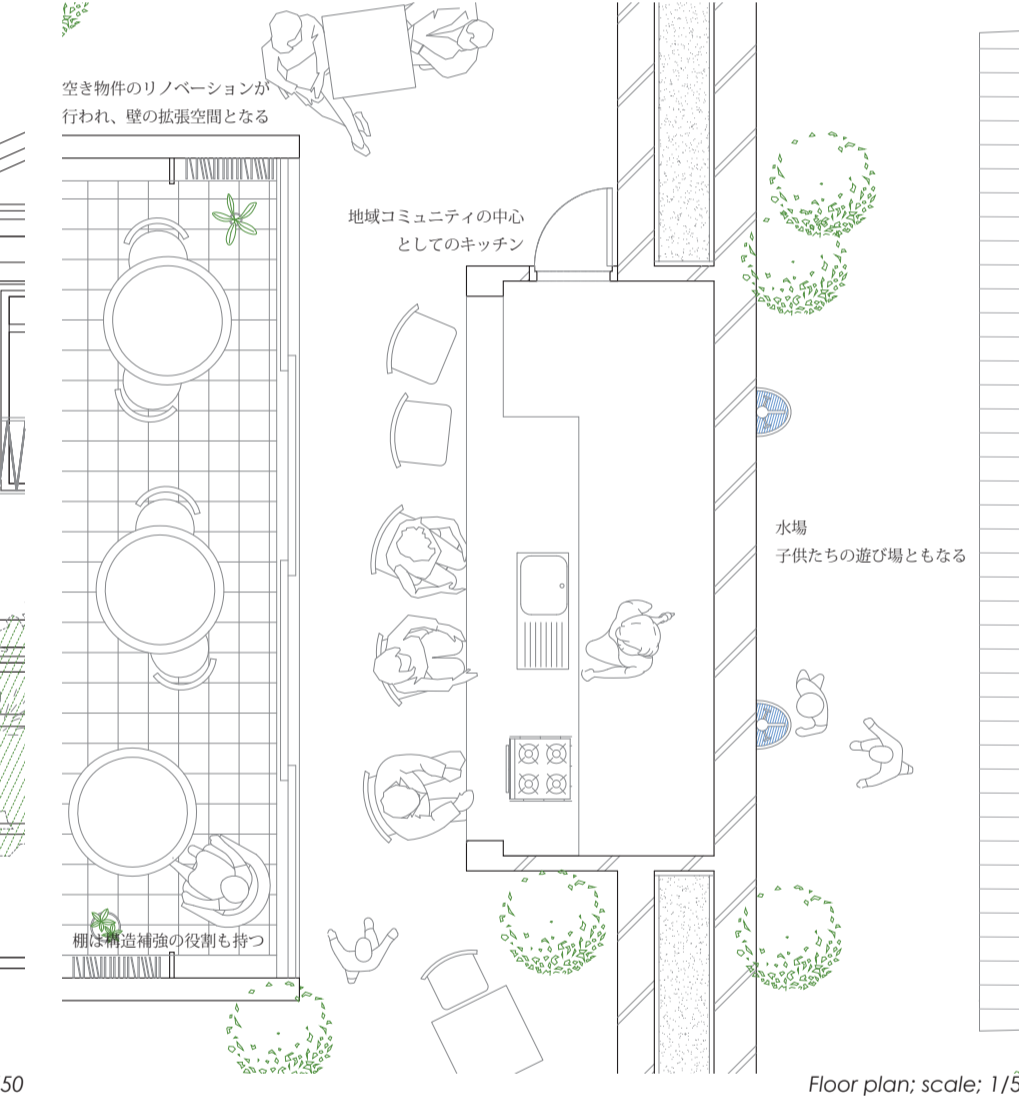 空き物件のリノベーションが
行われ、壁の拡張空間となる
地域コミュニティの中心
としてのキッチン
水場
子供たちの遊び場ともなる
棚は構造補強の役割も持つ
50
Floor plan; scale; 1/5